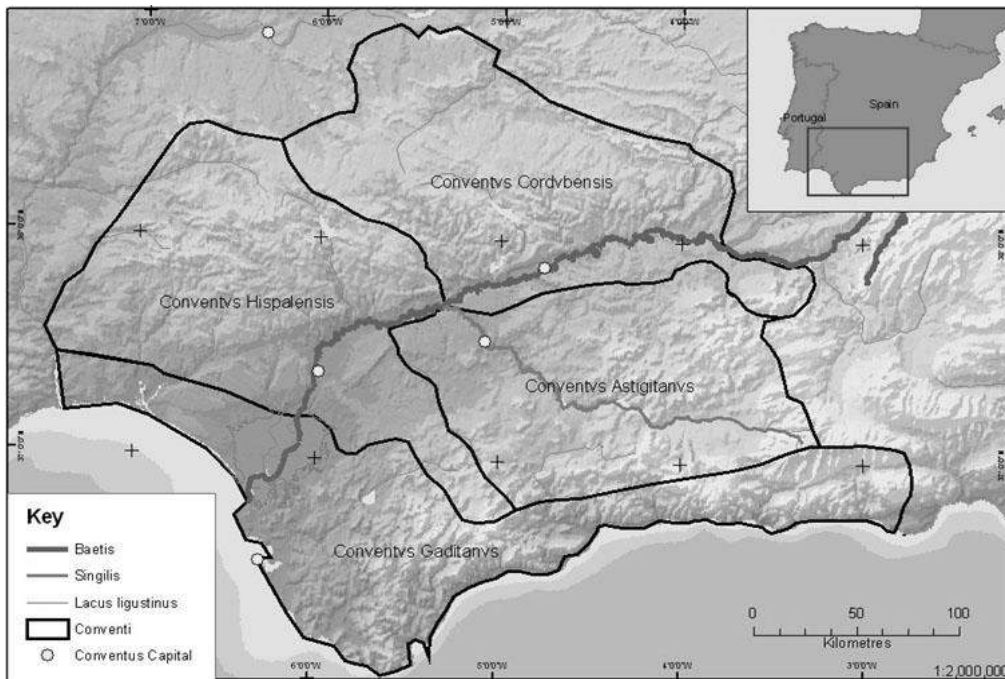 7°0'0"W
6°0'0"W
5°0'0"W
4°0'0"W
Portugal
Spain
Conventvs Cordvbensis
Conventvs Hispalensis
Conventvs Astigitanvs
Conventvs Gaditanvs
Key
Baetis
Singilis
Lacus ligustinus
Conventi
Conventus Capital
0 50 100
Kilometres
6°0'0"W
5°0'0"W
4°0'0"W
3°0'0"W
1:2,000,000